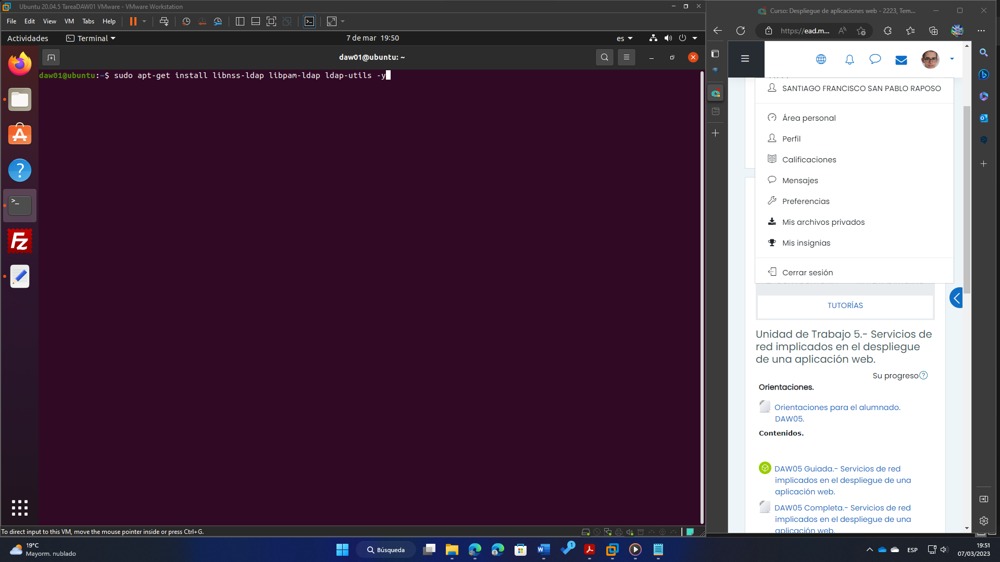 Ubuntu 20.04.5 TareaDAW01 VMware - VMware Workstation
File Edit View VM Tabs Help
Actividades
Terminal
7 de mar 19:50
es
daw01@ubuntu: ~
daw01@ubuntu:~$ sudo apt-get install libnss-ldap libpam-ldap ldap-utils -y
To direct input to this VM, move the mouse pointer inside or press Ctrl+G.
Curso: Despliegue de aplicaciones web - 2223, Tem...
https://ead.m...
SANTIAGO FRANCISCO SAN PABLO RAPOSO
Área personal
Perfil
Calificaciones
Mensajes
Preferencias
Mis archivos privados
Mis insignias
Cerrar sesión
TUTORÍAS
Unidad de Trabajo 5.- Servicios de
red implicados en el despliegue
de una aplicación web.
Su progreso
Orientaciones.
Orientaciones para el alumnado.
DAW05.
Contenidos.
DAW05 Guiada.- Servicios de red
implicados en el despliegue de una
aplicación web.
DAW05 Completa.- Servicios de red
implicados en el despliegue de una
aplicación web.
19°C
Mayorm. nublado
Búsqueda
1
ESP
19:51
07/03/2023